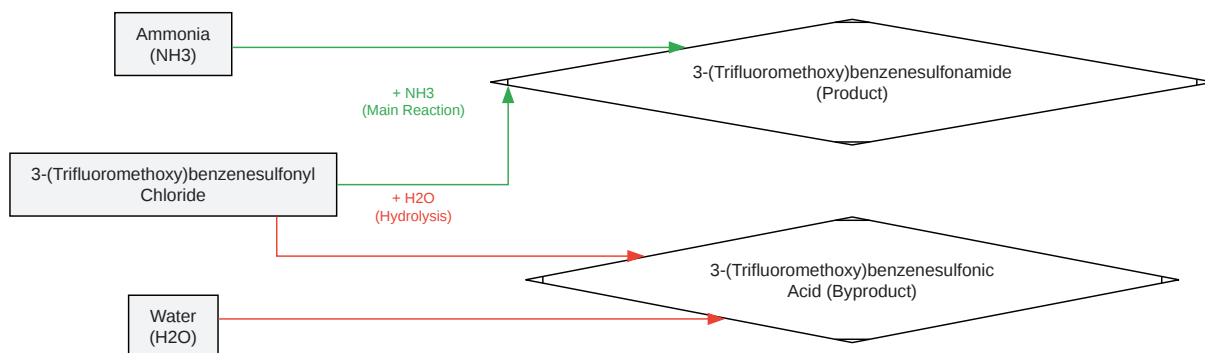 Ammonia
(NH3)
3-(Trifluoromethoxy)benzenesulfonamide
(Product)
+ NH3
(Main Reaction)
3-(Trifluoromethoxy)benzenesulfonyl
Chloride
+ H2O
(Hydrolysis)
3-(Trifluoromethoxy)benzenesulfonic
Acid (Byproduct)
Water
(H2O)